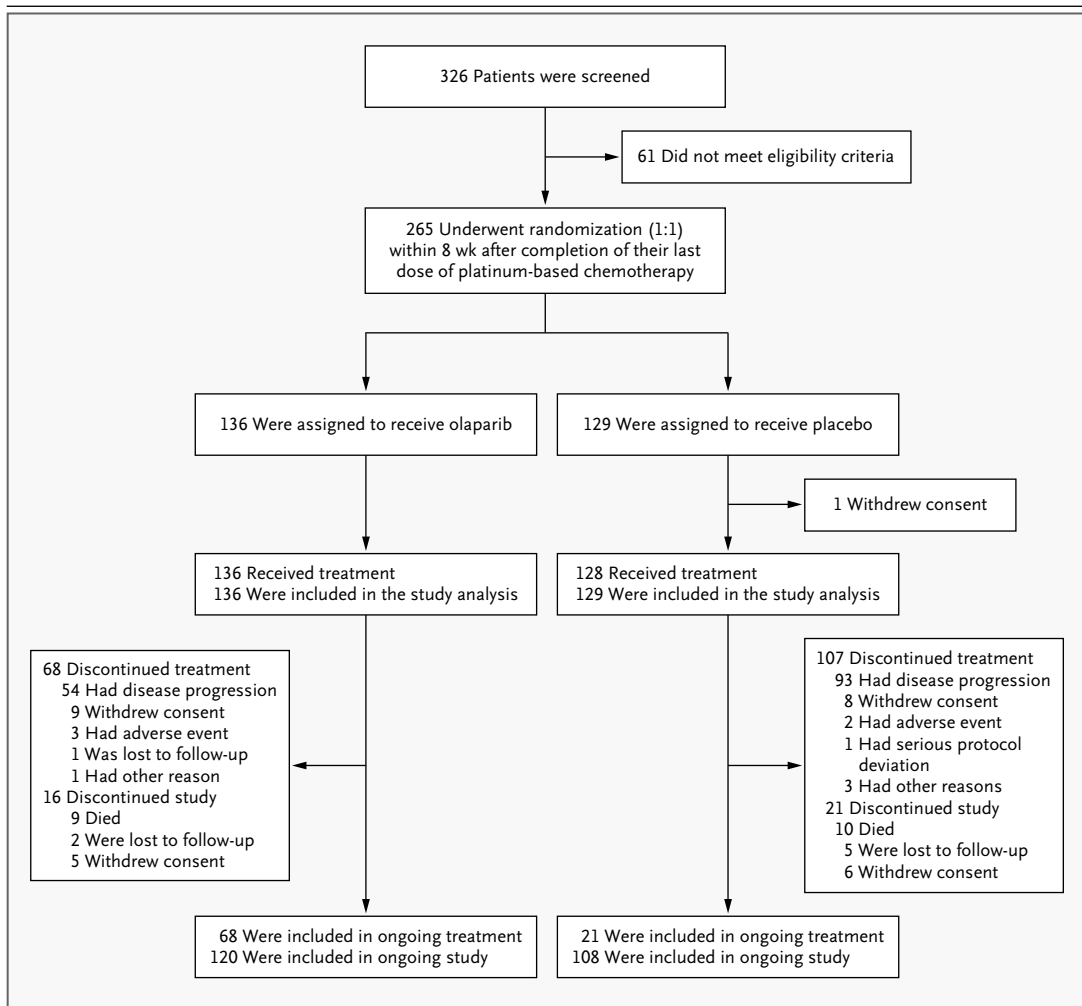 326 Patients were screened
61 Did not meet eligibility criteria
265 Underwent randomization (1:1)
within 8 wk after completion of their last
dose of platinum-based chemotherapy
136 Were assigned to receive olaparib
129 Were assigned to receive placebo
1 Withdrew consent
136 Received treatment
136 Were included in the study analysis
128 Received treatment
129 Were included in the study analysis
68 Discontinued treatment
54 Had disease progression
9 Withdrew consent
3 Had adverse event
1 Was lost to follow-up
1 Had other reason
16 Discontinued study
9 Died
2 Were lost to follow-up
5 Withdrew consent
107 Discontinued treatment
93 Had disease progression
8 Withdrew consent
2 Had adverse event
1 Had serious protocol
deviation
3 Had other reasons
21 Discontinued study
10 Died
5 Were lost to follow-up
6 Withdrew consent
68 Were included in ongoing treatment
120 Were included in ongoing study
21 Were included in ongoing treatment
108 Were included in ongoing study